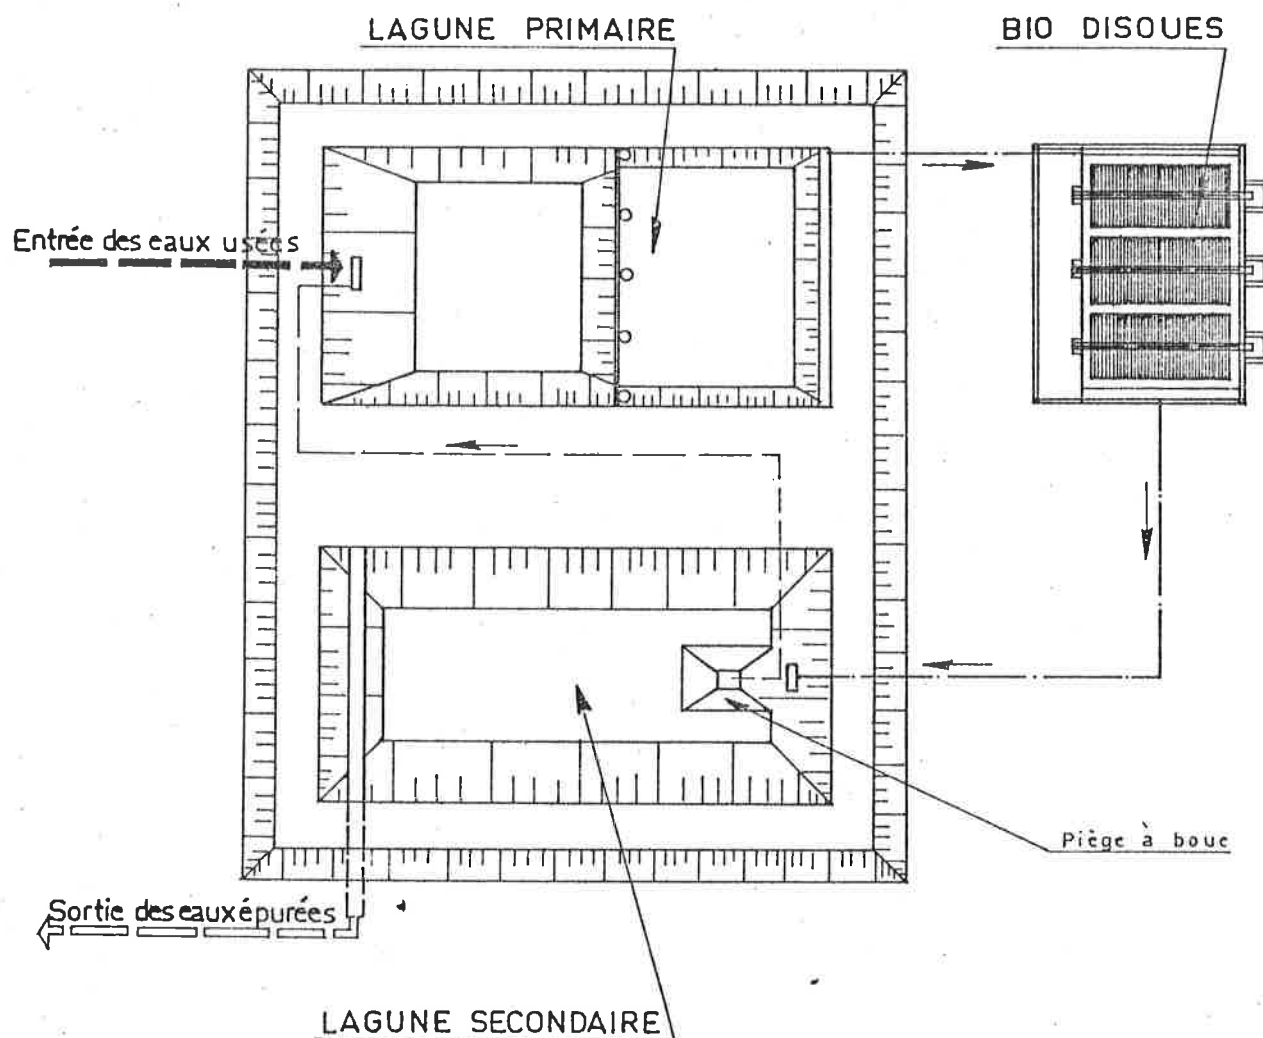 LAGUNE PRIMAIRE
BIO DISQUES
Entrée des eaux usées
Piège à boue
Sortie des eaux épurées
LAGUNE SECONDAIRE